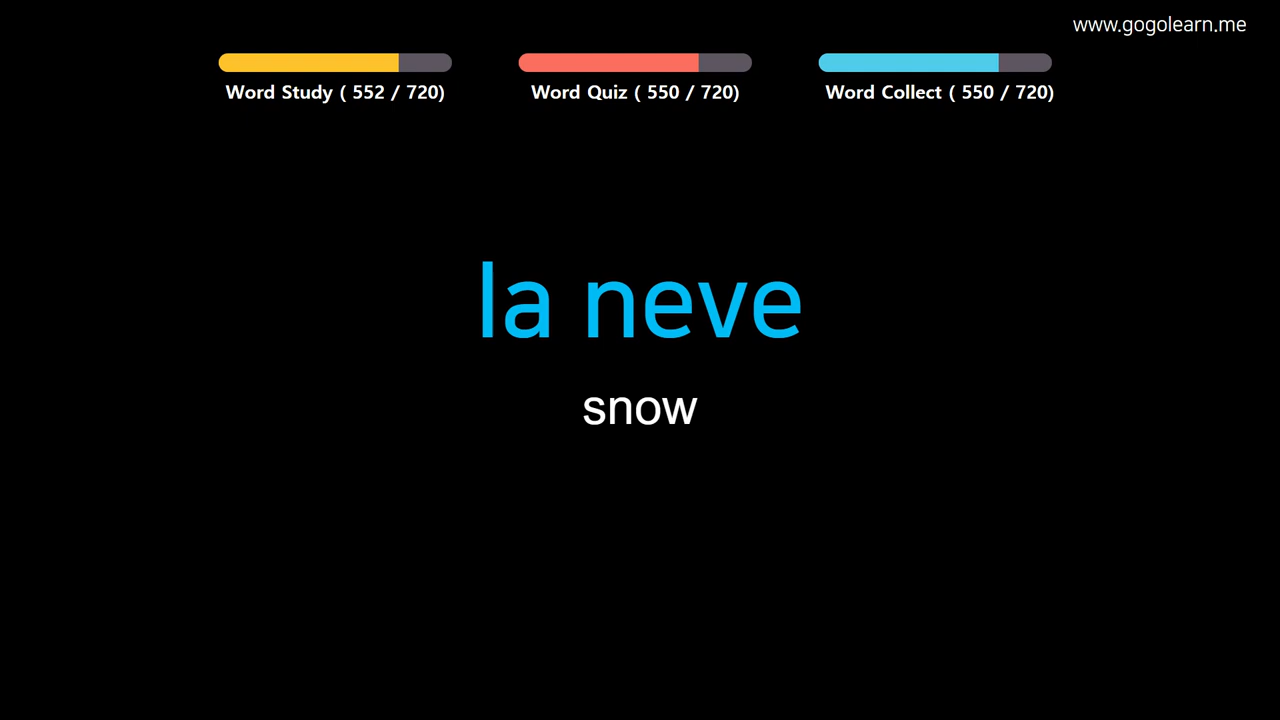 www.gogolearn.me
Word Study ( 552 / 720)
Word Quiz ( 550 / 720)
Word Collect ( 550 / 720)
la neve
snow